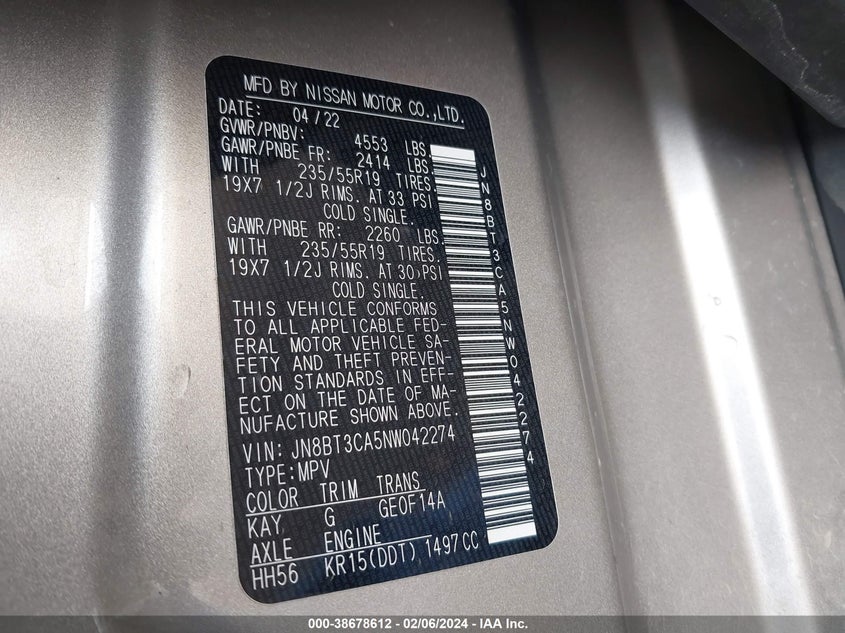 MFD BY NISSAN MOTOR CO.,LTD.
DATE: 04/22
GVWR/PNBV: 4553 LBS.
GAWR/PNBE FR: 2414 LBS.
WITH 235/55R19 TIRES.
19X7 1/2J RIMS. AT 33 PSI
COLD SINGLE.
GAWR/PNBE RR: 2260 LBS.
WITH 235/55R19 TIRES.
19X7 1/2J RIMS. AT 30 PSI
COLD SINGLE.
THIS VEHICLE CONFORMS
TO ALL APPLICABLE FED-
ERAL MOTOR VEHICLE SA-
FETY AND THEFT PREVEN-
TION STANDARDS IN EFF-
ECT ON THE DATE OF MA-
NUFACTURE SHOWN ABOVE.
VIN: JN8BT3CA5NW042274
TYPE:MPV
COLOR TRIM TRANS
KAY G GE0F14A
AXLE ENGINE
HH56 KR15(DDT) 1497CC
JN8BT3CA5NW042274
000-38678612 - 02/06/2024 - IAA Inc.